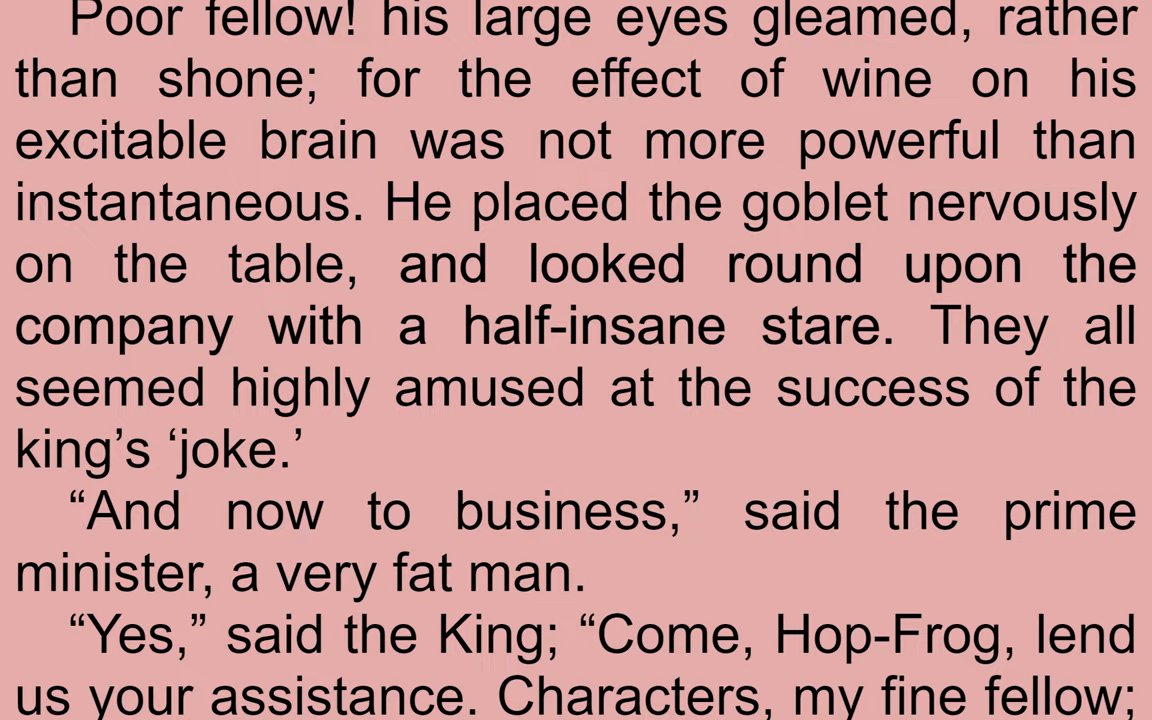 Poor fellow! his large eyes gleamed, rather
than shone; for the effect of wine on his
excitable brain was not more powerful than
instantaneous. He placed the goblet nervously
on the table, and looked round upon the
company with a half-insane stare. They all
seemed highly amused at the success of the
king’s ‘joke.’
“And now to business,” said the prime
minister, a very fat man.
“Yes,” said the King; “Come, Hop-Frog, lend
us your assistance. Characters, my fine fellow;